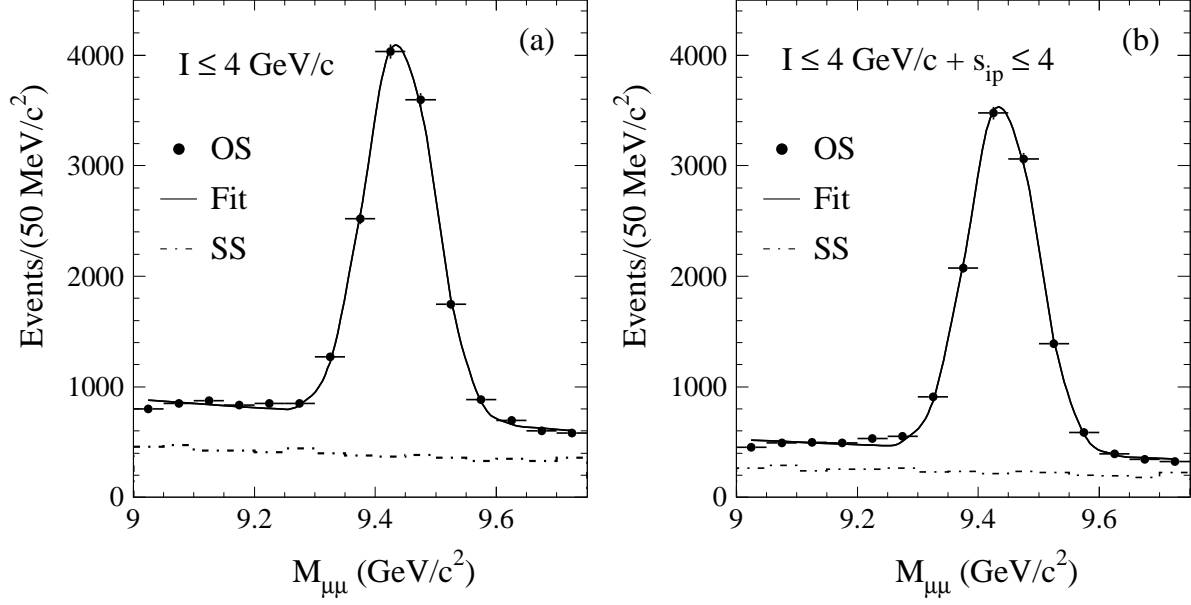 (a)
I ≤ 4 GeV/c
OS
Fit
SS
4000
3000
2000
1000
0
9
9.2
9.4
9.6
Events/(50 MeV/c²)
M_μμ (GeV/c²)
(b)
I ≤ 4 GeV/c + s_ip ≤ 4
OS
Fit
SS
4000
3000
2000
1000
0
9
9.2
9.4
9.6
Events/(50 MeV/c²)
M_μμ (GeV/c²)